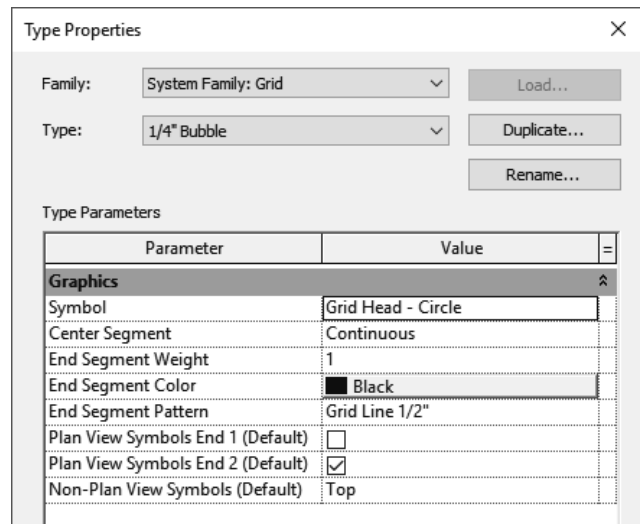 Type Properties
Family: System Family: Grid Load...
Type: 1/4" Bubble Duplicate...
Rename...
Type Parameters
Parameter Value =
Graphics
Symbol Grid Head - Circle
Center Segment Continuous
End Segment Weight 1
End Segment Color Black
End Segment Pattern Grid Line 1/2"
Plan View Symbols End 1 (Default)
Plan View Symbols End 2 (Default)
Non-Plan View Symbols (Default) Top